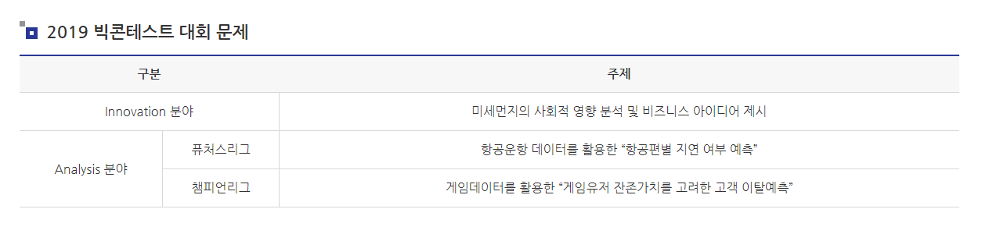 2019 빅콘테스트 대회 문제
구분 주제
Innovation 분야 미세먼지의 사회적 영향 분석 및 비즈니스 아이디어 제시
Analysis 분야
퓨처스리그 항공운항 데이터를 활용한 “항공편별 지연 여부 예측”
챔피언리그 게임데이터를 활용한 “게임유저 잔존가치를 고려한 고객 이탈예측”